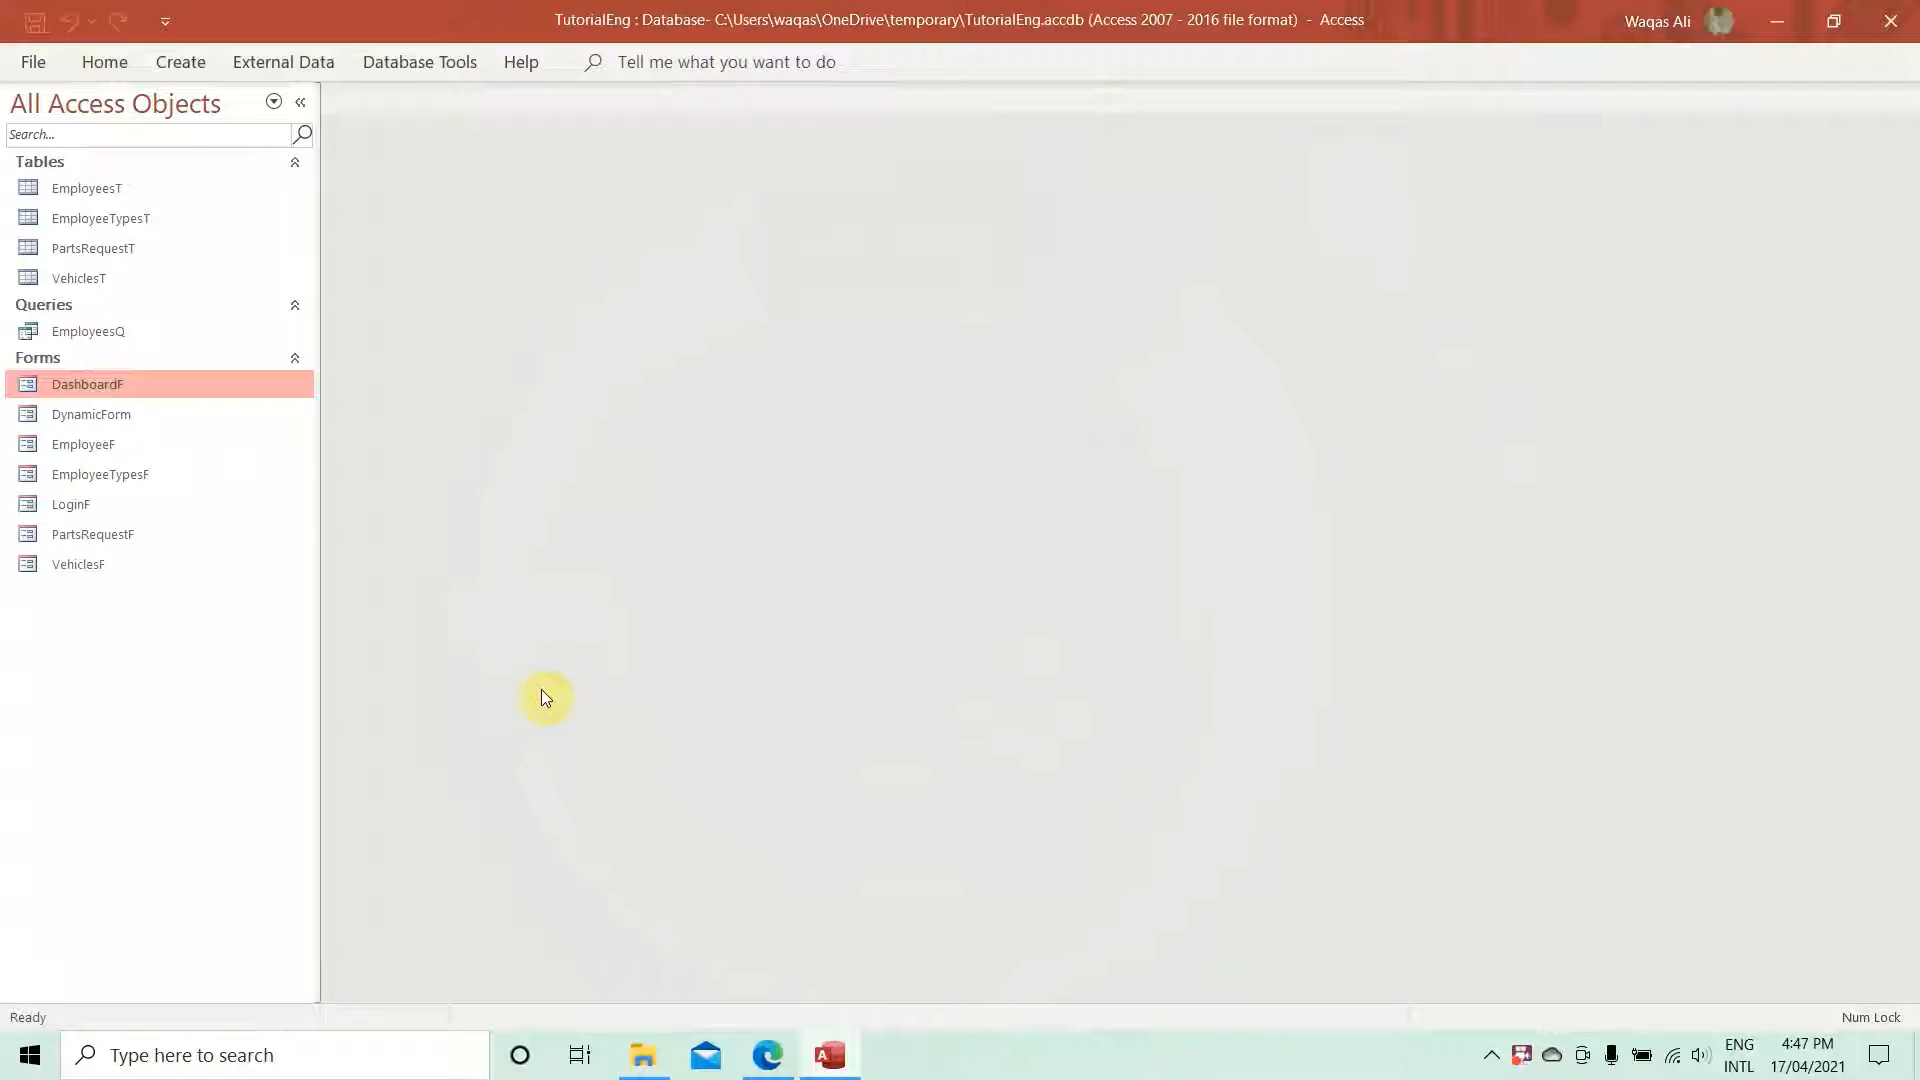 TutorialEng : Database- C:\Users\waqas\OneDrive\temporary\TutorialEng.accdb (Access 2007 - 2016 file format)  -  Access
Waqas Ali
File Home Create External Data Database Tools Help Tell me what you want to do
All Access Objects
Search...
Tables
EmployeesT
EmployeeTypesT
PartsRequestT
VehiclesT
Queries
EmployeesQ
Forms
DashboardF
DynamicForm
EmployeeF
EmployeeTypesF
LoginF
PartsRequestF
VehiclesF
Ready
Num Lock
Type here to search
A
ENG
INTL
4:47 PM
17/04/2021